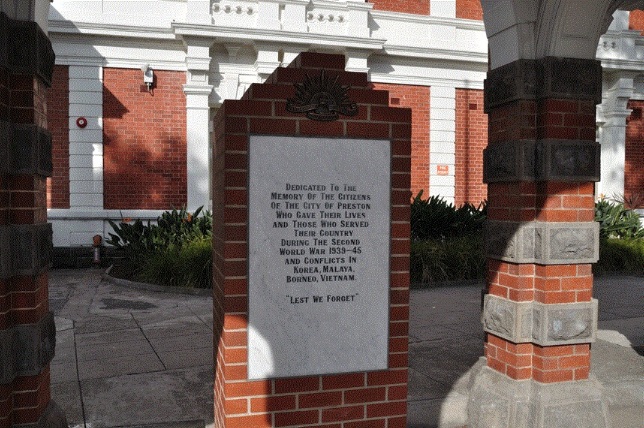 Dedicated To The
Memory Of The Citizens
Of The City Of Preston
Who Gave Their Lives
And Those Who Served
Their Country
During The Second
World War 1939-45
And Conflicts In
Korea, Malaya,
Borneo, Vietnam.
"Lest We Forget"